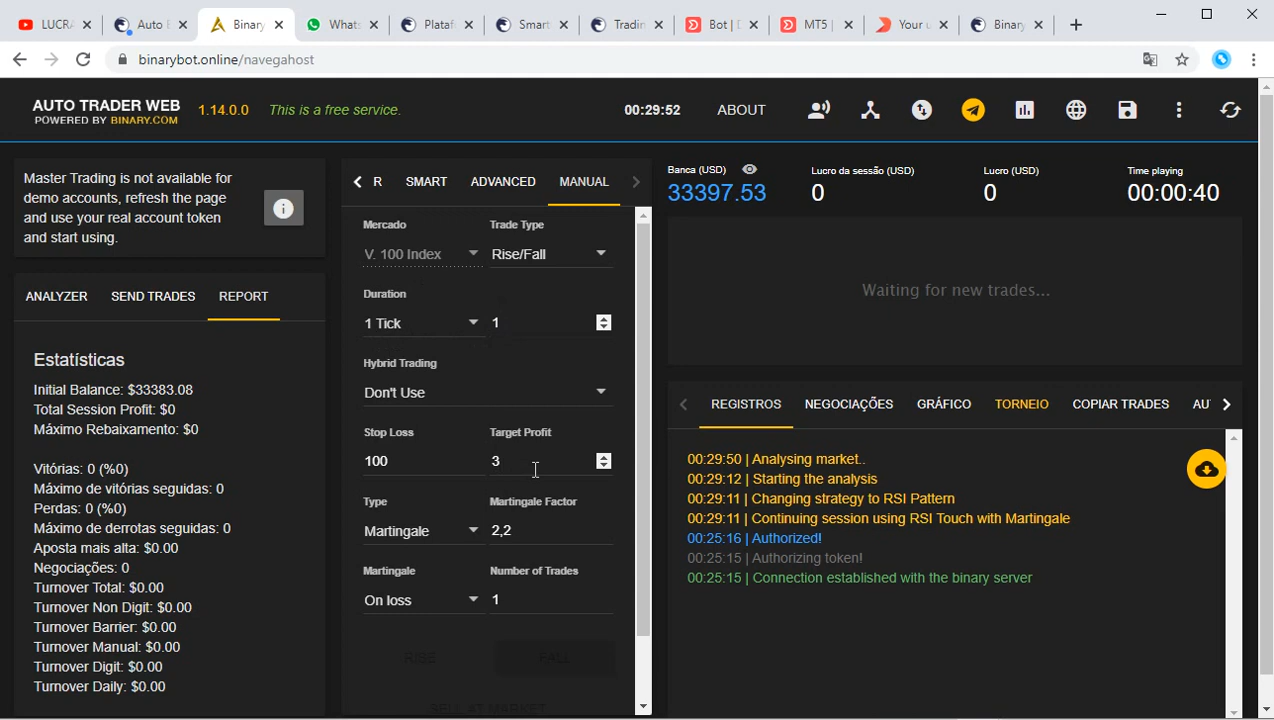 LUCRA
Auto B
Binary
Whats
Plataf
Smart
Trading
Bot | D
MT5 |
Your u
Binary
binarybot.online/navegahost
AUTO TRADER WEB
POWERED BY BINARY.COM
1.14.0.0
This is a free service.
00:29:52
ABOUT
Master Trading is not available for
demo accounts, refresh the page
and use your real account token
and start using.
ANALYZER
SEND TRADES
REPORT
Estatísticas
Initial Balance: $33383.08
Total Session Profit: $0
Máximo Rebaixamento: $0
Vitórias: 0 (%0)
Máximo de vitórias seguidas: 0
Perdas: 0 (%0)
Máximo de derrotas seguidas: 0
Aposta mais alta: $0.00
Negociações: 0
Turnover Total: $0.00
Turnover Non Digit: $0.00
Turnover Barrier: $0.00
Turnover Manual: $0.00
Turnover Digit: $0.00
Turnover Daily: $0.00
R
SMART
ADVANCED
MANUAL
Mercado
Trade Type
V. 100 Index
Rise/Fall
Duration
1 Tick
1
Hybrid Trading
Don't Use
Stop Loss
Target Profit
100
3
Type
Martingale Factor
Martingale
2,2
Martingale
Number of Trades
On loss
1
RISE
FALL
SELL AT MARKET
Banca (USD)
Lucro da sessão (USD)
Lucro (USD)
Time playing
33397.53
0
0
00:00:40
Waiting for new trades...
REGISTROS
NEGOCIAÇÕES
GRÁFICO
TORNEIO
COPIAR TRADES
AU
00:29:50 | Analysing market..
00:29:12 | Starting the analysis
00:29:11 | Changing strategy to RSI Pattern
00:29:11 | Continuing session using RSI Touch with Martingale
00:25:16 | Authorized!
00:25:15 | Authorizing token!
00:25:15 | Connection established with the binary server